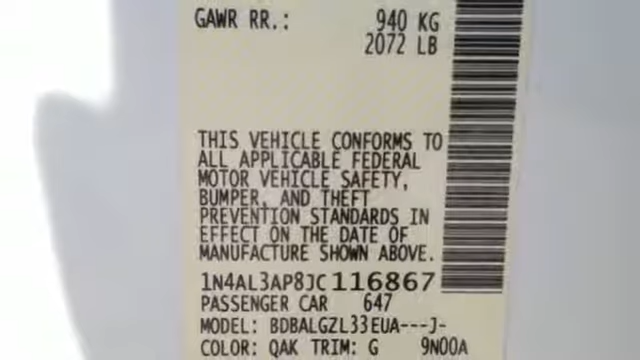 GAWR RR.: 940 KG
2072 LB
THIS VEHICLE CONFORMS TO
ALL APPLICABLE FEDERAL
MOTOR VEHICLE SAFETY,
BUMPER, AND THEFT
PREVENTION STANDARDS IN
EFFECT ON THE DATE OF
MANUFACTURE SHOWN ABOVE.
1N4AL3AP8JC116867
PASSENGER CAR 647
MODEL: BDBALGZL33EUA---J-
COLOR: QAK TRIM: G 9N00A